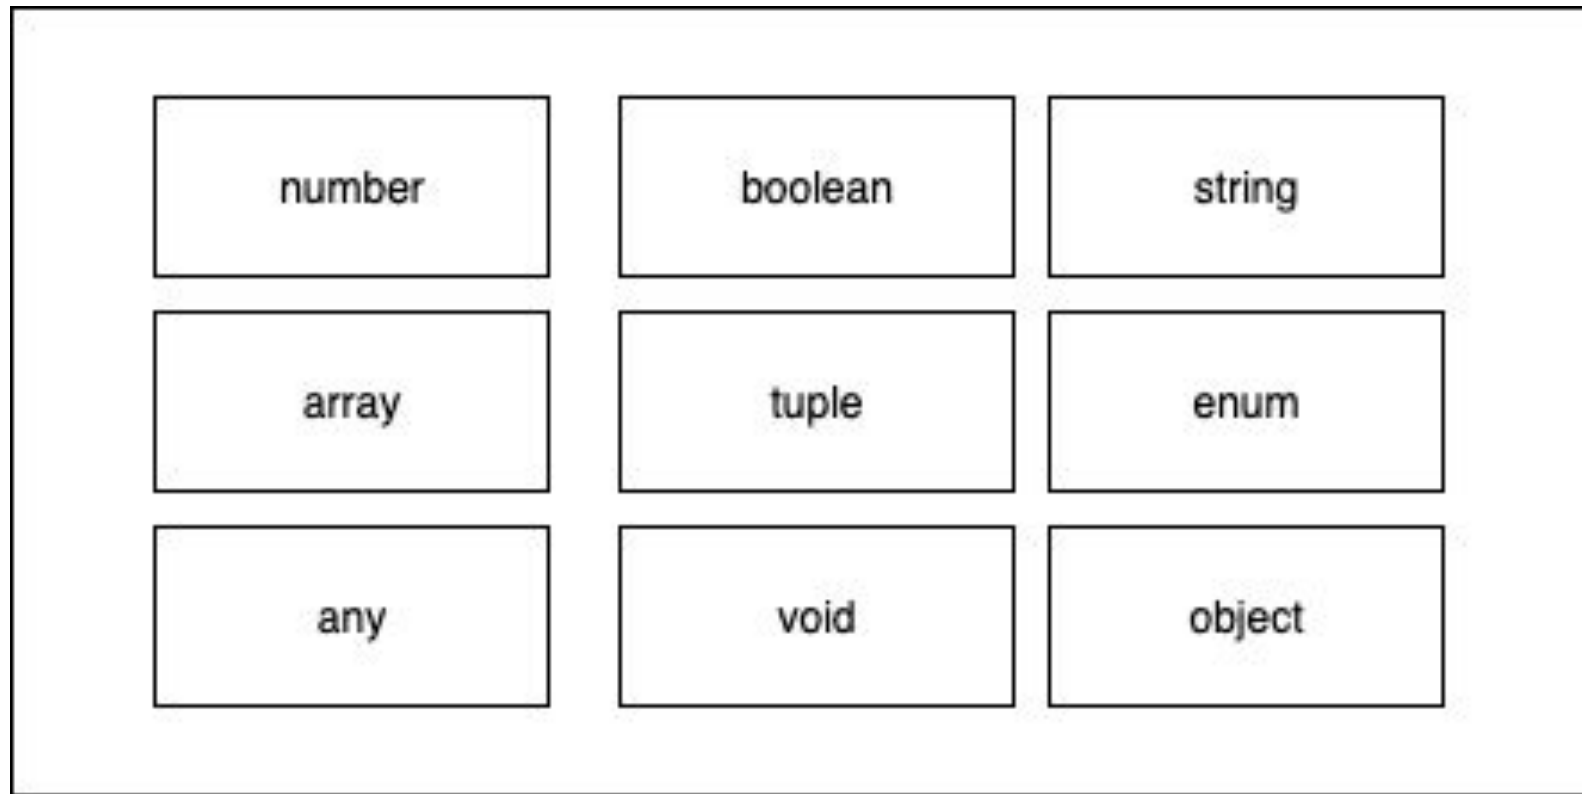 number boolean string
array tuple enum
any void object